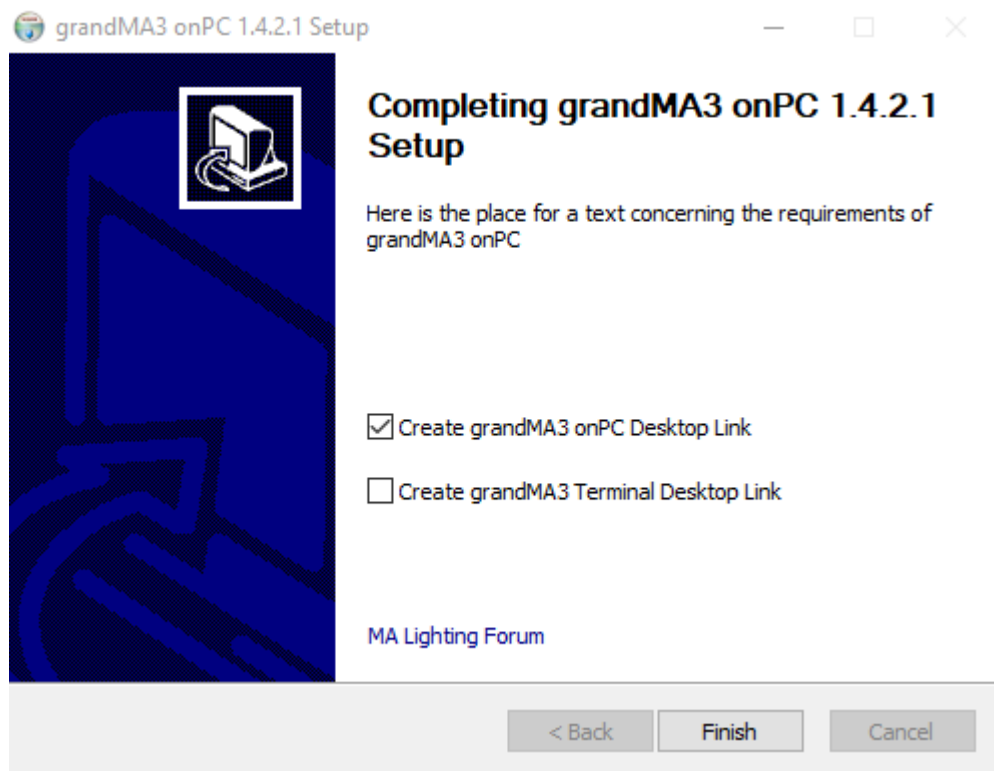 grandMA3 onPC 1.4.2.1 Setup
Completing grandMA3 onPC 1.4.2.1
Setup
Here is the place for a text concerning the requirements of
grandMA3 onPC
Create grandMA3 onPC Desktop Link
Create grandMA3 Terminal Desktop Link
MA Lighting Forum
< Back
Finish
Cancel